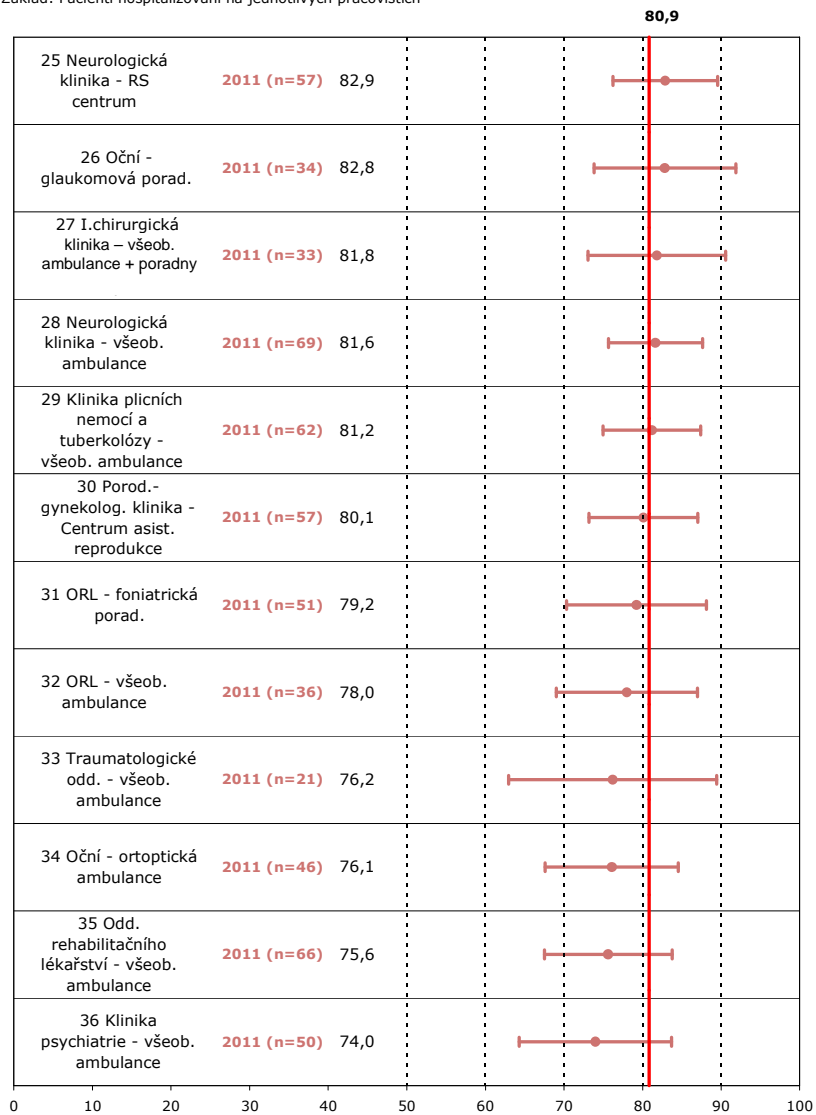 Základ: Pacienti hospitalizovaní na jednotlivých pracovištích
80,9
25 Neurologická
klinika - RS
centrum
2011 (n=57) 82,9
26 Oční -
glaukomová porad.
2011 (n=34) 82,8
27 I.chirurgická
klinika – všeob.
ambulance + poradny
2011 (n=33) 81,8
28 Neurologická
klinika - všeob.
ambulance
2011 (n=69) 81,6
29 Klinika plicních
nemocí a
tuberkolózy -
všeob. ambulance
2011 (n=62) 81,2
30 Porod.-
gynekolog. klinika -
Centrum asist.
reprodukce
2011 (n=57) 80,1
31 ORL - foniatrická
porad.
2011 (n=51) 79,2
32 ORL - všeob.
ambulance
2011 (n=36) 78,0
33 Traumatologické
odd. - všeob.
ambulance
2011 (n=21) 76,2
34 Oční - ortoptická
ambulance
2011 (n=46) 76,1
35 Odd.
rehabilitačního
lékařství - všeob.
ambulance
2011 (n=66) 75,6
36 Klinika
psychiatrie - všeob.
ambulance
2011 (n=50) 74,0
0 10 20 30 40 50 60 70 80 90 100